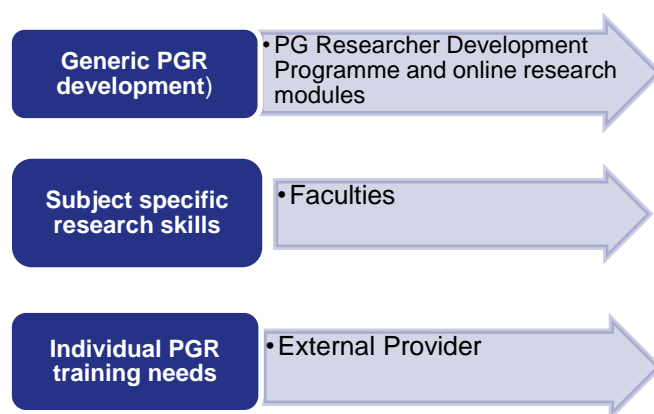 Generic PGR
development)
• PG Researcher Development
Programme and online research
modules
Subject specific
research skills
• Faculties
Individual PGR
training needs
• External Provider